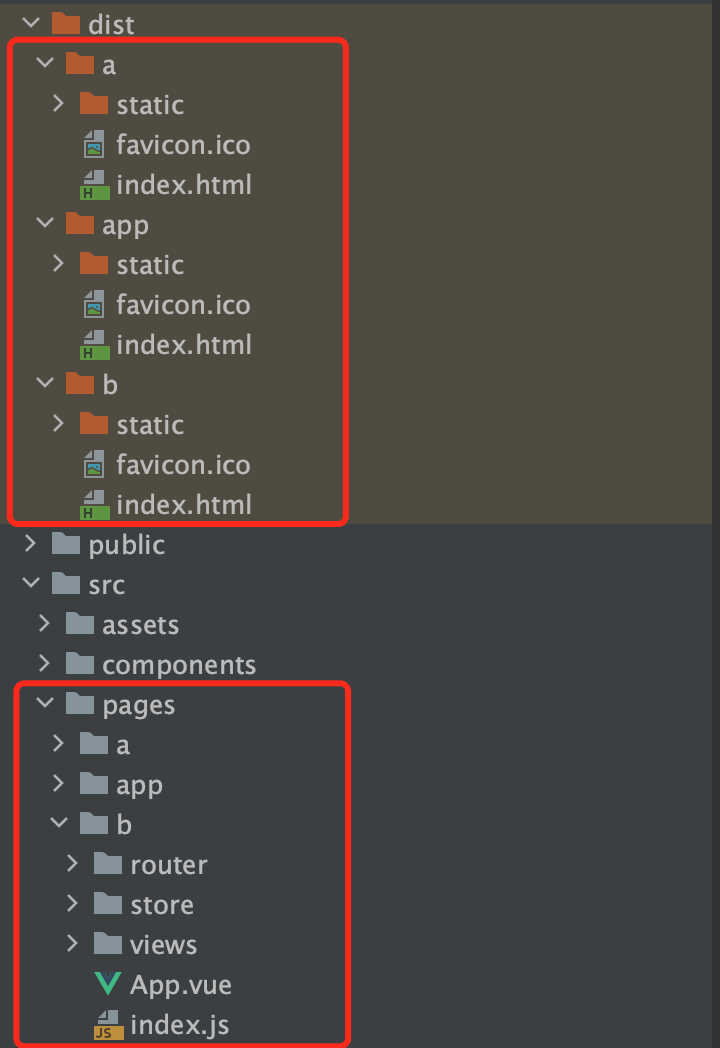 dist
a
static
favicon.ico
H index.html
app
static
favicon.ico
H index.html
b
static
favicon.ico
H index.html
public
src
assets
components
pages
a
app
b
router
store
views
App.vue
JS index.js